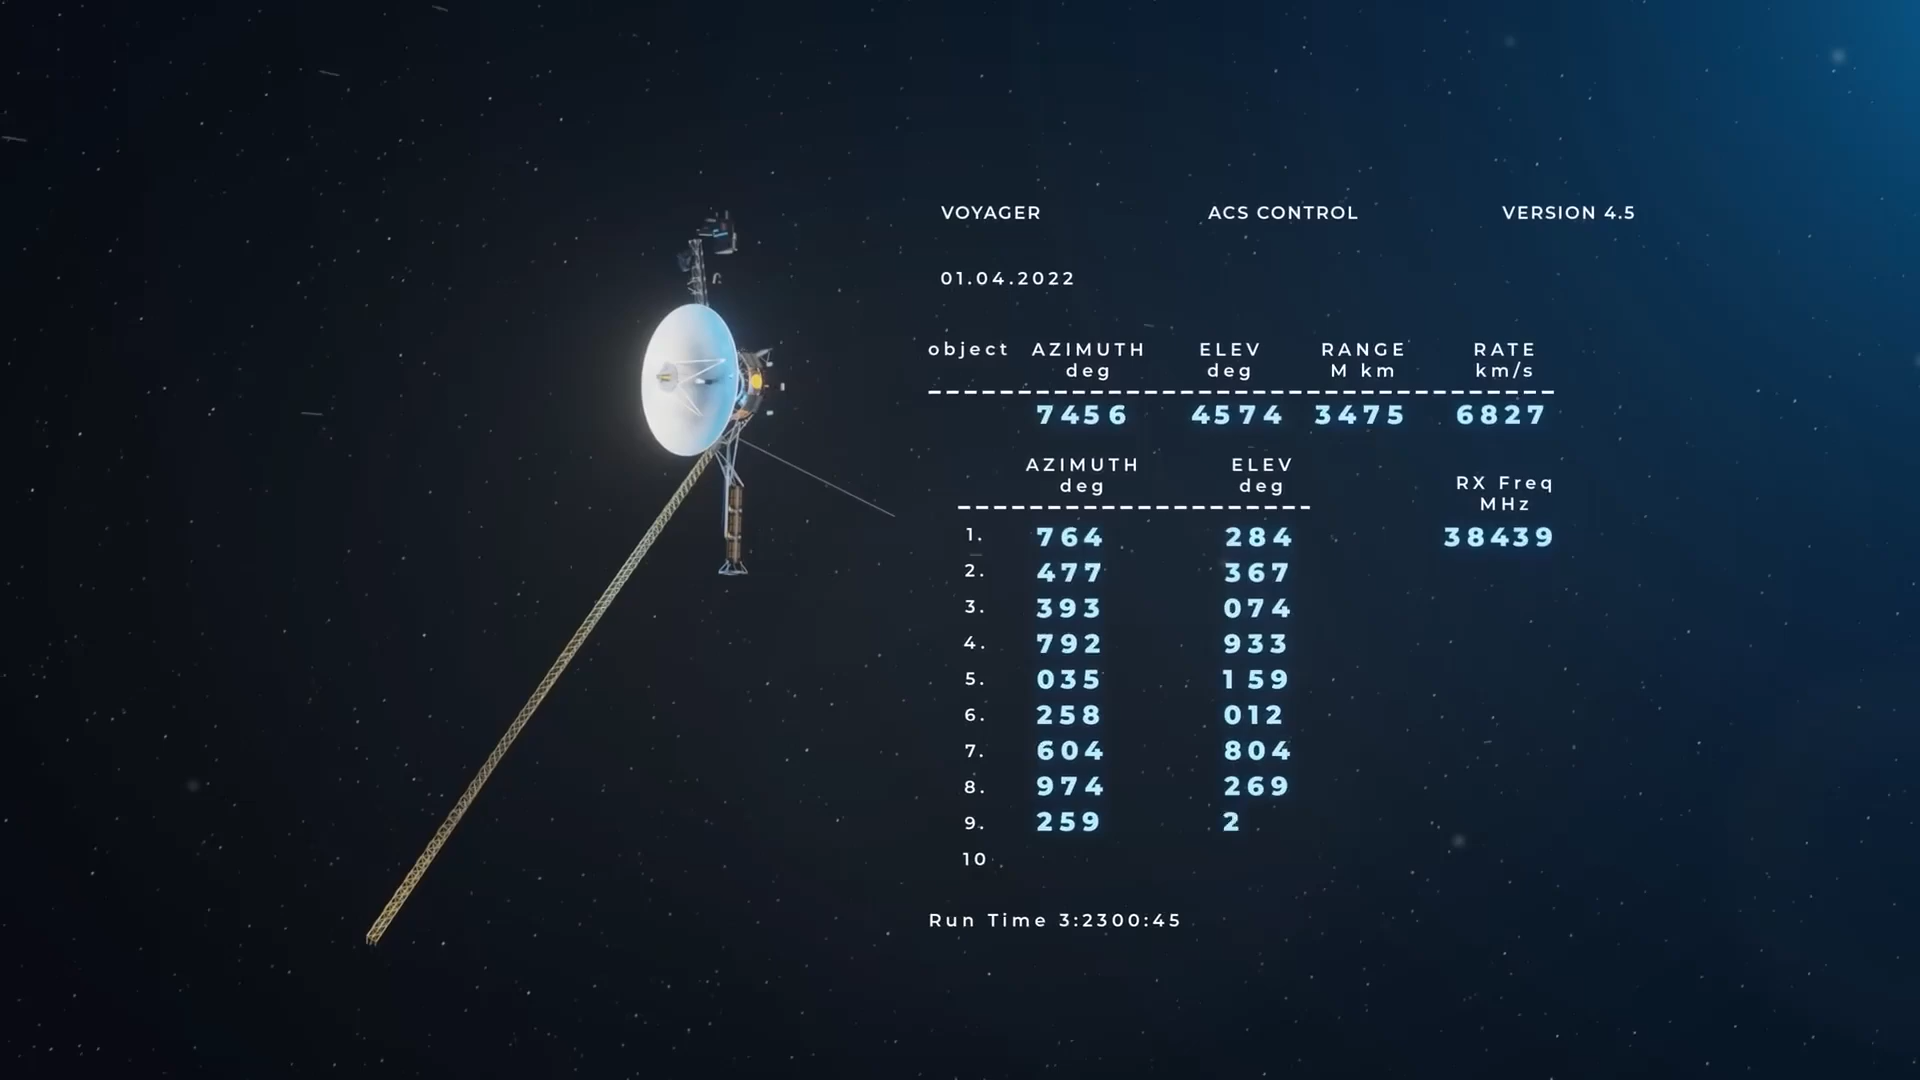 VOYAGER ACS CONTROL VERSION 4.5
01.04.2022
object AZIMUTH ELEV RANGE RATE
deg deg M km km/s
7456 4574 3475 6827
AZIMUTH ELEV
deg deg
RX Freq
MHz
1. 764 284 38439
2. 477 367
3. 393 074
4. 792 933
5. 035 159
6. 258 012
7. 604 804
8. 974 269
9. 259 2
10
Run Time 3:2300:45